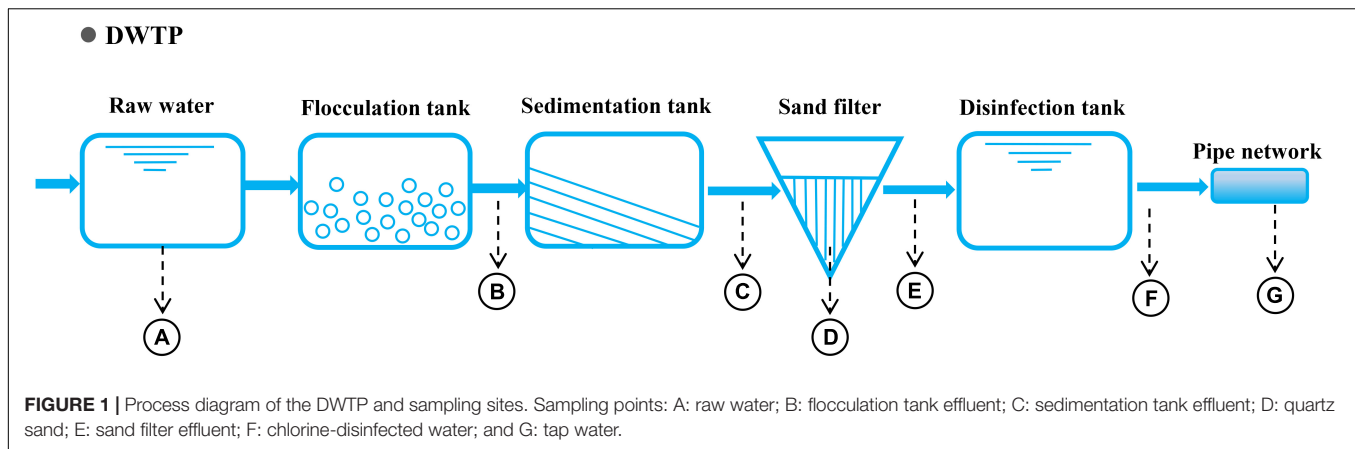 ● DWTP
Raw water
Flocculation tank
Sedimentation tank
Sand filter
Disinfection tank
Pipe network
A
B
C
D
E
F
G
FIGURE 1 | Process diagram of the DWTP and sampling sites. Sampling points: A: raw water; B: flocculation tank effluent; C: sedimentation tank effluent; D: quartz
sand; E: sand filter effluent; F: chlorine-disinfected water; and G: tap water.